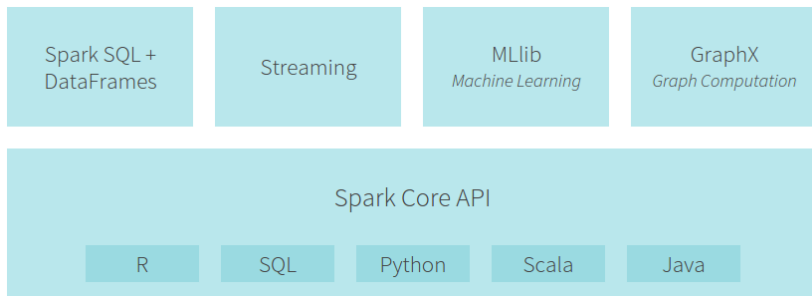 Spark SQL +
DataFrames
Streaming
MLlib
Machine Learning
GraphX
Graph Computation
Spark Core API
R
SQL
Python
Scala
Java